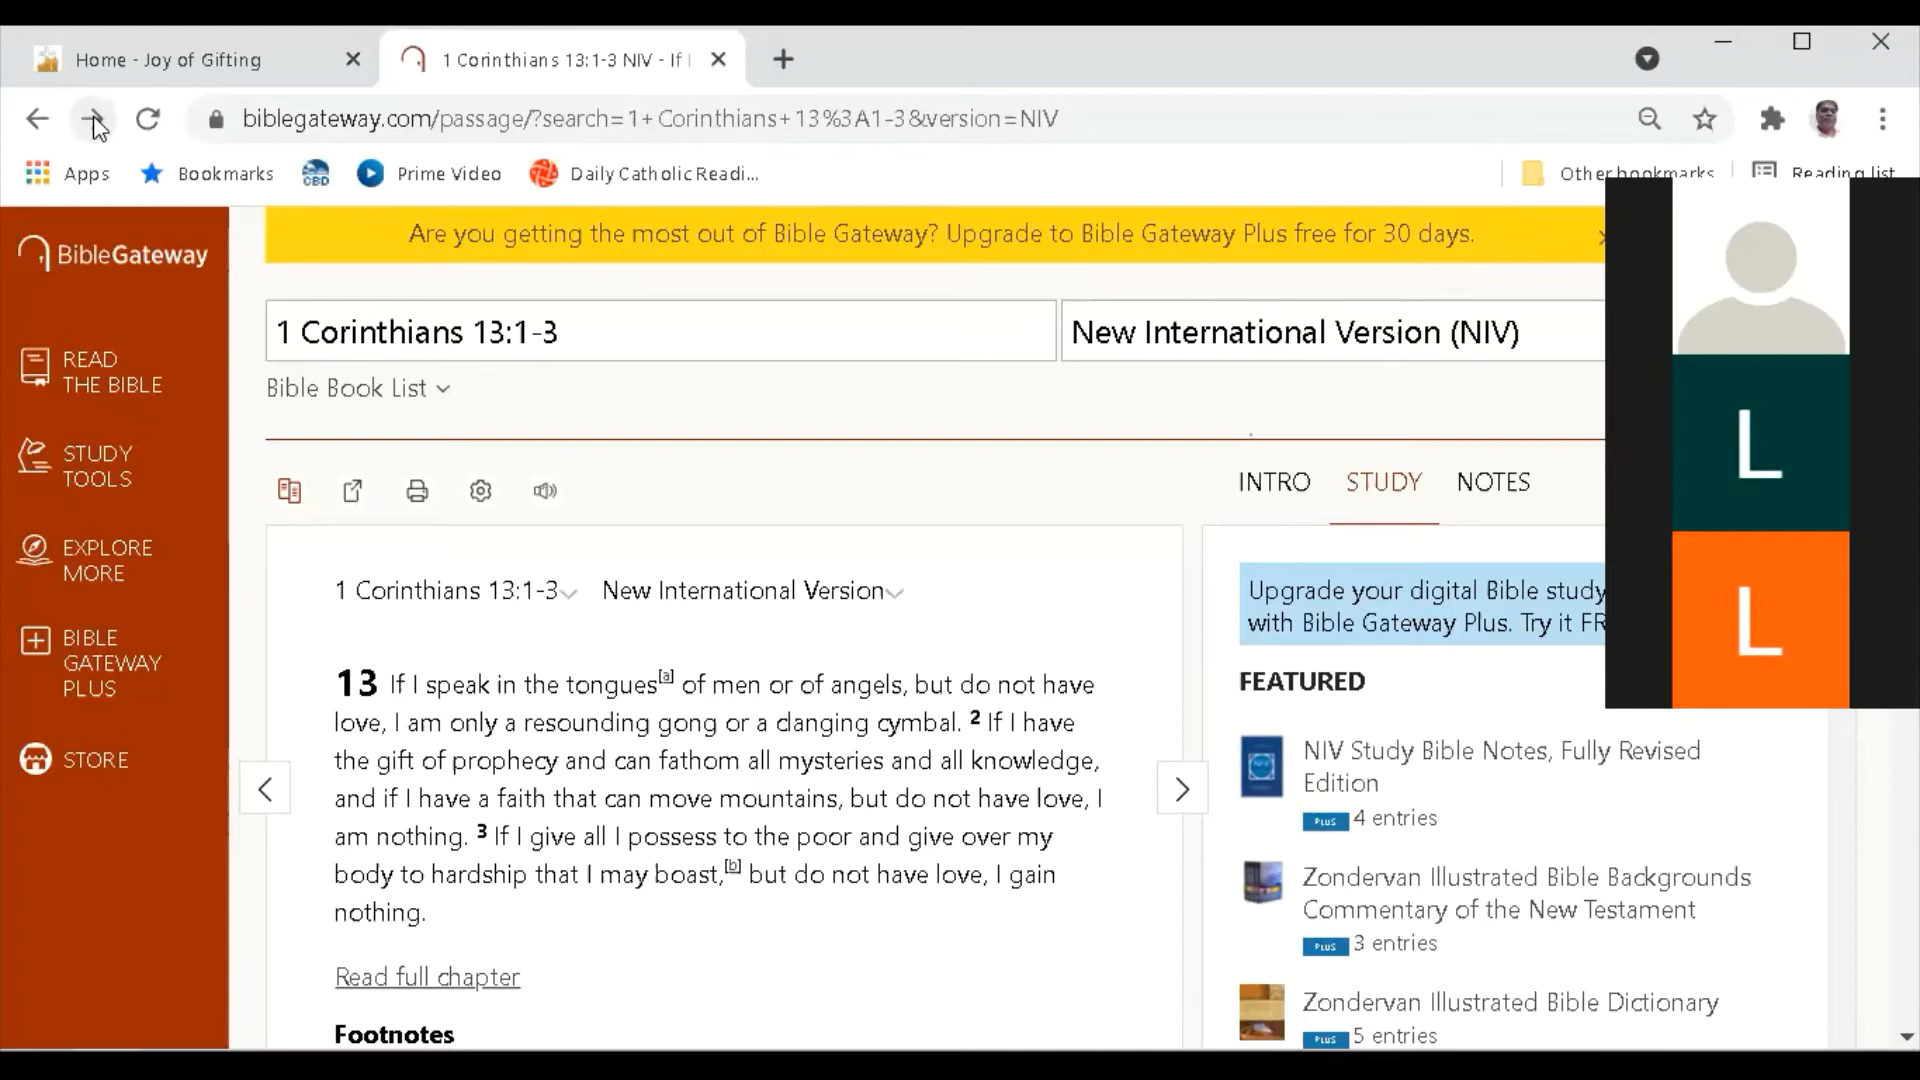 Home - Joy of Gifting
1 Corinthians 13:1-3 NIV - If I
biblegateway.com/passage/?search=1+Corinthians+13%3A1-3&version=NIV
Apps
Bookmarks
CBD
Prime Video
Daily Catholic Readi...
Other bookmarks
Reading list
BibleGateway
Are you getting the most out of Bible Gateway? Upgrade to Bible Gateway Plus free for 30 days.
1 Corinthians 13:1-3
New International Version (NIV)
Bible Book List
READ
THE BIBLE
STUDY
TOOLS
EXPLORE
MORE
BIBLE
GATEWAY
PLUS
STORE
INTRO
STUDY
NOTES
1 Corinthians 13:1-3
New International Version
13 If I speak in the tongues[a] of men or of angels, but do not have
love, I am only a resounding gong or a clanging cymbal. 2 If I have
the gift of prophecy and can fathom all mysteries and all knowledge,
and if I have a faith that can move mountains, but do not have love, I
am nothing. 3 If I give all I possess to the poor and give over my
body to hardship that I may boast,[b] but do not have love, I gain
nothing.
Read full chapter
Footnotes
Upgrade your digital Bible study
with Bible Gateway Plus. Try it FR
FEATURED
NIV Study Bible Notes, Fully Revised
Edition
PLUS 4 entries
Zondervan Illustrated Bible Backgrounds
Commentary of the New Testament
PLUS 3 entries
Zondervan Illustrated Bible Dictionary
PLUS 5 entries
L
L